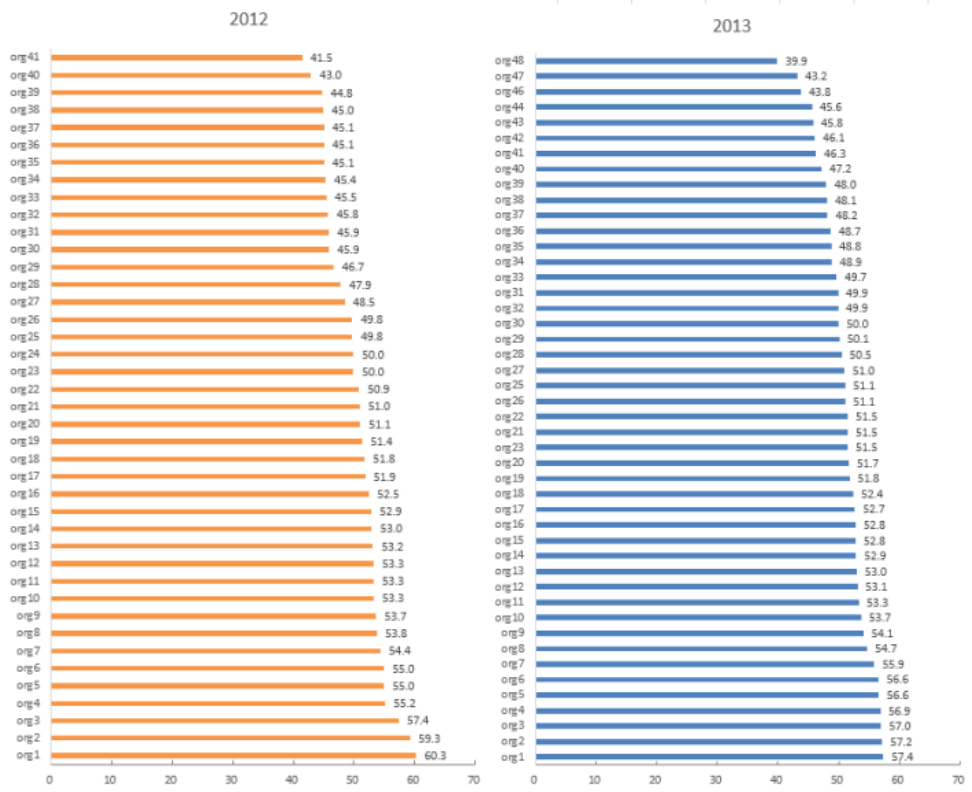 2012
org41 41.5
org40 43.0
org39 44.8
org38 45.0
org37 45.1
org36 45.1
org35 45.1
org34 45.4
org33 45.5
org32 45.8
org31 45.9
org30 45.9
org29 46.7
org28 47.9
org27 48.5
org26 49.8
org25 49.8
org24 50.0
org23 50.0
org22 50.9
org21 51.0
org20 51.1
org19 51.4
org18 51.8
org17 51.9
org16 52.5
org15 52.9
org14 53.0
org13 53.2
org12 53.3
org11 53.3
org10 53.3
org9 53.7
org8 53.8
org7 54.4
org6 55.0
org5 55.0
org4 55.2
org3 57.4
org2 59.3
org1 60.3
0 10 20 30 40 50 60 70
2013
org48 39.9
org47 43.2
org46 43.8
org44 45.6
org43 45.8
org42 46.1
org41 46.3
org40 47.2
org39 48.0
org38 48.1
org37 48.2
org36 48.7
org35 48.8
org34 48.9
org33 49.7
org31 49.9
org32 49.9
org30 50.0
org29 50.1
org28 50.5
org27 51.0
org25 51.1
org26 51.1
org22 51.5
org21 51.5
org23 51.5
org20 51.7
org19 51.8
org18 52.4
org17 52.7
org16 52.8
org15 52.8
org14 52.9
org13 53.0
org12 53.1
org11 53.3
org10 53.7
org9 54.1
org8 54.7
org7 55.9
org6 56.6
org5 56.6
org4 56.9
org3 57.0
org2 57.2
org1 57.4
0 10 20 30 40 50 60 70